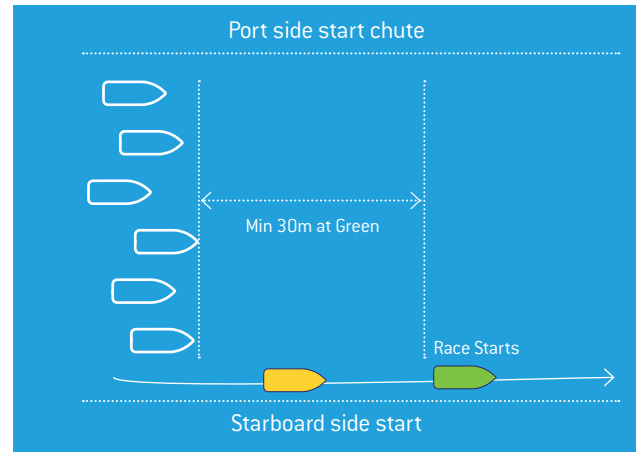 Port side start chute
Min 30m at Green
Race Starts
Starboard side start